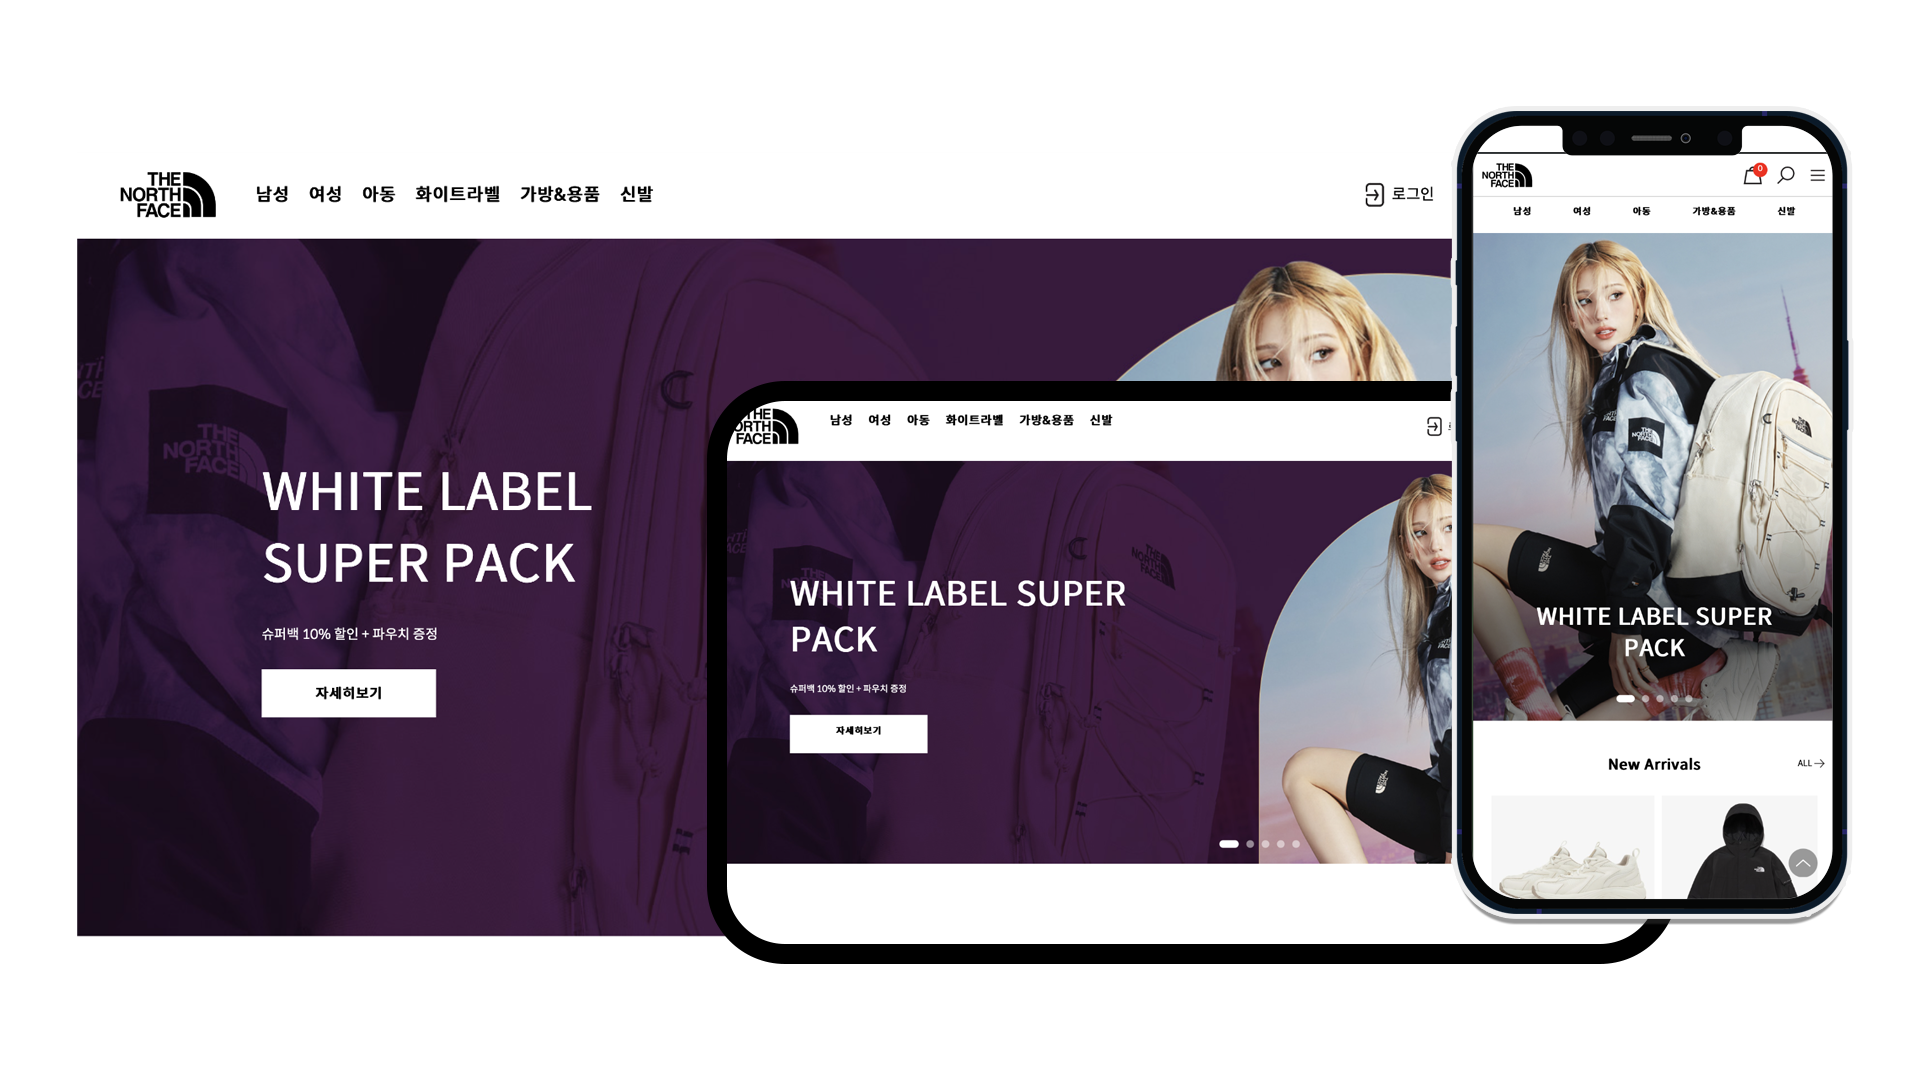 THE
NORTH
FACE
남성 여성 아동 화이트라벨 가방&용품 신발
로그인
THE
NORTH
FACE
WHITE LABEL
SUPER PACK
슈퍼백 10% 할인 + 파우치 증정
자세히보기
THE
NORTH
FACE
남성 여성 아동 화이트라벨 가방&용품 신발
WHITE LABEL SUPER
PACK
슈퍼백 10% 할인 + 파우치 증정
자세히보기
THE
NORTH
FACE
0
남성 여성 아동 가방&용품 신발
WHITE LABEL SUPER
PACK
New Arrivals
ALL